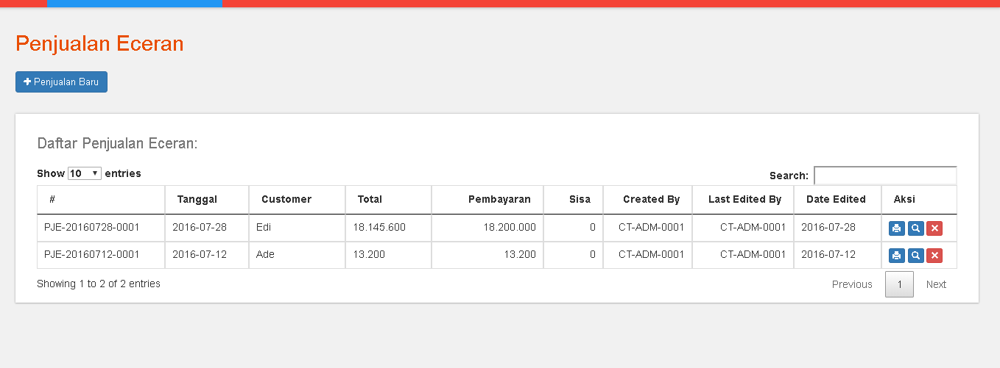 Penjualan Eceran
Penjualan Baru
Daftar Penjualan Eceran:
Show 10 entries
Search:
# Tanggal Customer Total Pembayaran Sisa Created By Last Edited By Date Edited Aksi
PJE-20160728-0001 2016-07-28 Edi 18.145.600 18.200.000 0 CT-ADM-0001 CT-ADM-0001 2016-07-28
PJE-20160712-0001 2016-07-12 Ade 13.200 13.200 0 CT-ADM-0001 CT-ADM-0001 2016-07-12
Showing 1 to 2 of 2 entries
Previous 1 Next